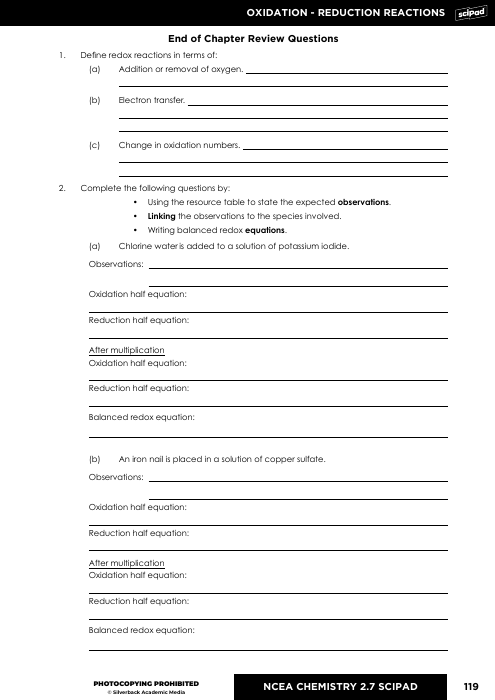 OXIDATION - REDUCTION REACTIONS
scipad
End of Chapter Review Questions
1. Define redox reactions in terms of:
(a) Addition or removal of oxygen.
(b) Electron transfer.
(c) Change in oxidation numbers.
2. Complete the following questions by:
• Using the resource table to state the expected observations.
• Linking the observations to the species involved.
• Writing balanced redox equations.
(a) Chlorine water is added to a solution of potassium iodide.
Observations:
Oxidation half equation:
Reduction half equation:
After multiplication
Oxidation half equation:
Reduction half equation:
Balanced redox equation:
(b) An iron nail is placed in a solution of copper sulfate.
Observations:
Oxidation half equation:
Reduction half equation:
After multiplication
Oxidation half equation:
Reduction half equation:
Balanced redox equation:
PHOTOCOPYING PROHIBITED
© Silverback Academic Media
NCEA CHEMISTRY 2.7 SCIPAD
119